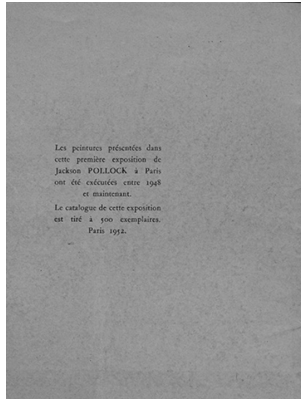 Les peintures présentées dans
cette première exposition de
Jackson POLLOCK à Paris
ont été exécutées entre 1948
et maintenant.
Le catalogue de cette exposition
est tiré à 500 exemplaires.
Paris 1952.